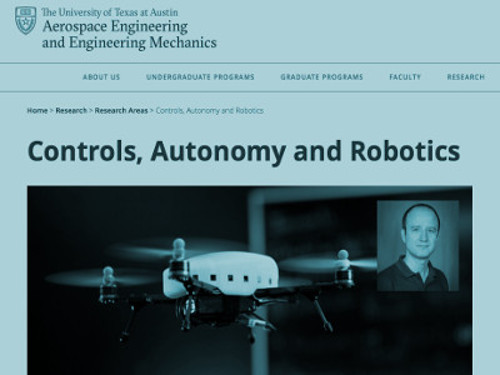 The University of Texas at Austin
Aerospace Engineering
and Engineering Mechanics
ABOUT US UNDERGRADUATE PROGRAMS GRADUATE PROGRAMS FACULTY RESEARCH
Home > Research > Research Areas > Controls, Autonomy and Robotics
Controls, Autonomy and Robotics